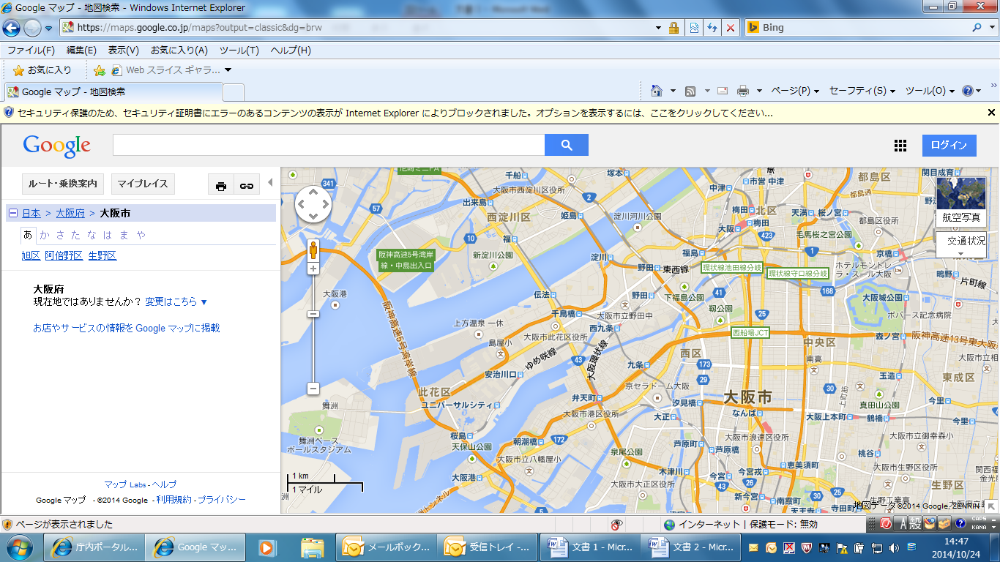 Google マップ - 地図検索 - Windows Internet Explorer
https://maps.google.co.jp/maps?output=classic&dg=brw
Bing
ファイル(F) 編集(E) 表示(V) お気に入り(A) ツール(T) ヘルプ(H)
お気に入り Web スライス ギャラ...
Google マップ - 地図検索
ページ(P) セーフティ(S) ツール(O)
セキュリティ保護のため、セキュリティ証明書にエラーのあるコンテンツの表示が Internet Explorer によりブロックされました。オプションを表示するには、ここをクリックしてください...
Google
ログイン
ルート・乗換案内 マイプレイス
日本 > 大阪府 > 大阪市
あ か さ た な は ま や
旭区 阿倍野区 生野区
大阪府
現在地ではありませんか? 変更はこちら ▼
お店やサービスの情報を Google マップに掲載
マップ Labs - ヘルプ
Google マップ - ©2014 Google - 利用規約 - プライバシー
尼崎ミニPA
千船
塚本
341
大阪市西淀川区役所
中津
市営 中津
都島区
関目成育
都島通
出来島
2
57
西淀川区
姫島
淀川河川公園
梅田
北区
梅田
天満
桜ノ宮
都島区役所
航空写真
大阪
423
毛馬桜之宮公園
交通状況
10
福
福島
1
京橋
阪神高速5号湾岸
線・中島出入口
新淀川公園
淀川
野田
東西線
環状線池田線分岐
環状線守口線分岐
ホテルモントレ
ラ・スール大阪
鴫野
片町線
大阪港
伝法
野田
下福島公園
41
168
大阪城公園
千鳥橋
大阪市立野田中
靭公園
25
ボバース記念病院
阪神高速5号湾岸線
上方温泉 一休
西九条
西船場JCT
中央区
森ノ宮
阪神高速13号東大阪
島屋小
大阪市此花区役所
大阪環状線
西区
南高
ゆめ咲線
43
九条
173
安治川口
29
京セラドーム大阪
30
玉造
東成区
此花区
弁天町
汐見橋
大阪市
上町筋
真田山公園
今里
ユニバーサルシティ
なんば
舞洲
大阪市港区役所
大正
大阪上本町
鶴橋
今里
舞洲ベース
ボールスタジアム
桜島
天保山公園
朝潮橋
172
芦原町
芦原橋
大阪市浪速区役所
大阪市立御幸森小
泉尾公園
桃谷
大阪市立八幡屋小
木津川
今宮
今宮戎
恵美須町
大阪市生野区役所
大阪港
大阪市大正区役所
43
26
25
生野区
1 km
1 マイル
5
新今宮
南霞町
30
天王寺
寺田町
生野工業高
地図データ ©2014 Google, ZENRIN
ページが表示されました
インターネット | 保護モード: 無効
A 般
CAPS
KANA
庁内ポータル...
Google マッ...
メールボック...
受信トレイ -...
文書 1 - Micr...
文書 2 - Micr...
14:47
2014/10/24